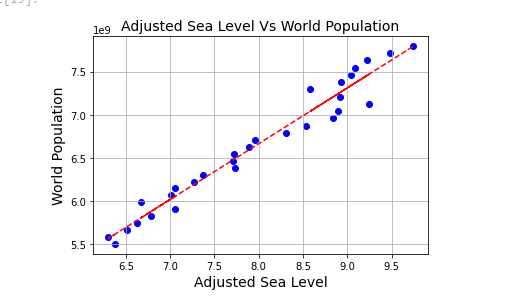 Adjusted Sea Level Vs World Population
1e9
7.5
7.0
6.5
6.0
5.5
World Population
6.5 7.0 7.5 8.0 8.5 9.0 9.5
Adjusted Sea Level